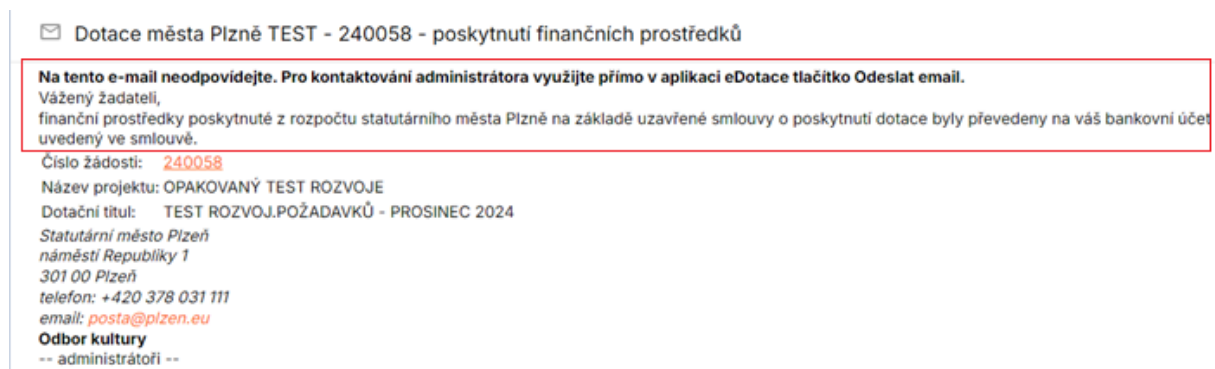 Dotace města Plzně TEST - 240058 - poskytnutí finančních prostředků
Na tento e-mail neodpovídejte. Pro kontaktování administrátora využijte přímo v aplikaci eDotace tlačítko Odeslat email.
Vážený žadateli,
finanční prostředky poskytnuté z rozpočtu statutárního města Plzně na základě uzavřené smlouvy o poskytnutí dotace byly převedeny na váš bankovní účet
uvedený ve smlouvě.
Číslo žádosti: 240058
Název projektu: OPAKOVANÝ TEST ROZVOJE
Dotační titul: TEST ROZVOJ.POŽADAVKŮ - PROSINEC 2024
Statutární město Plzeň
náměstí Republiky 1
301 00 Plzeň
telefon: +420 378 031 111
email: posta@plzen.eu
Odbor kultury
-- administrátoři --